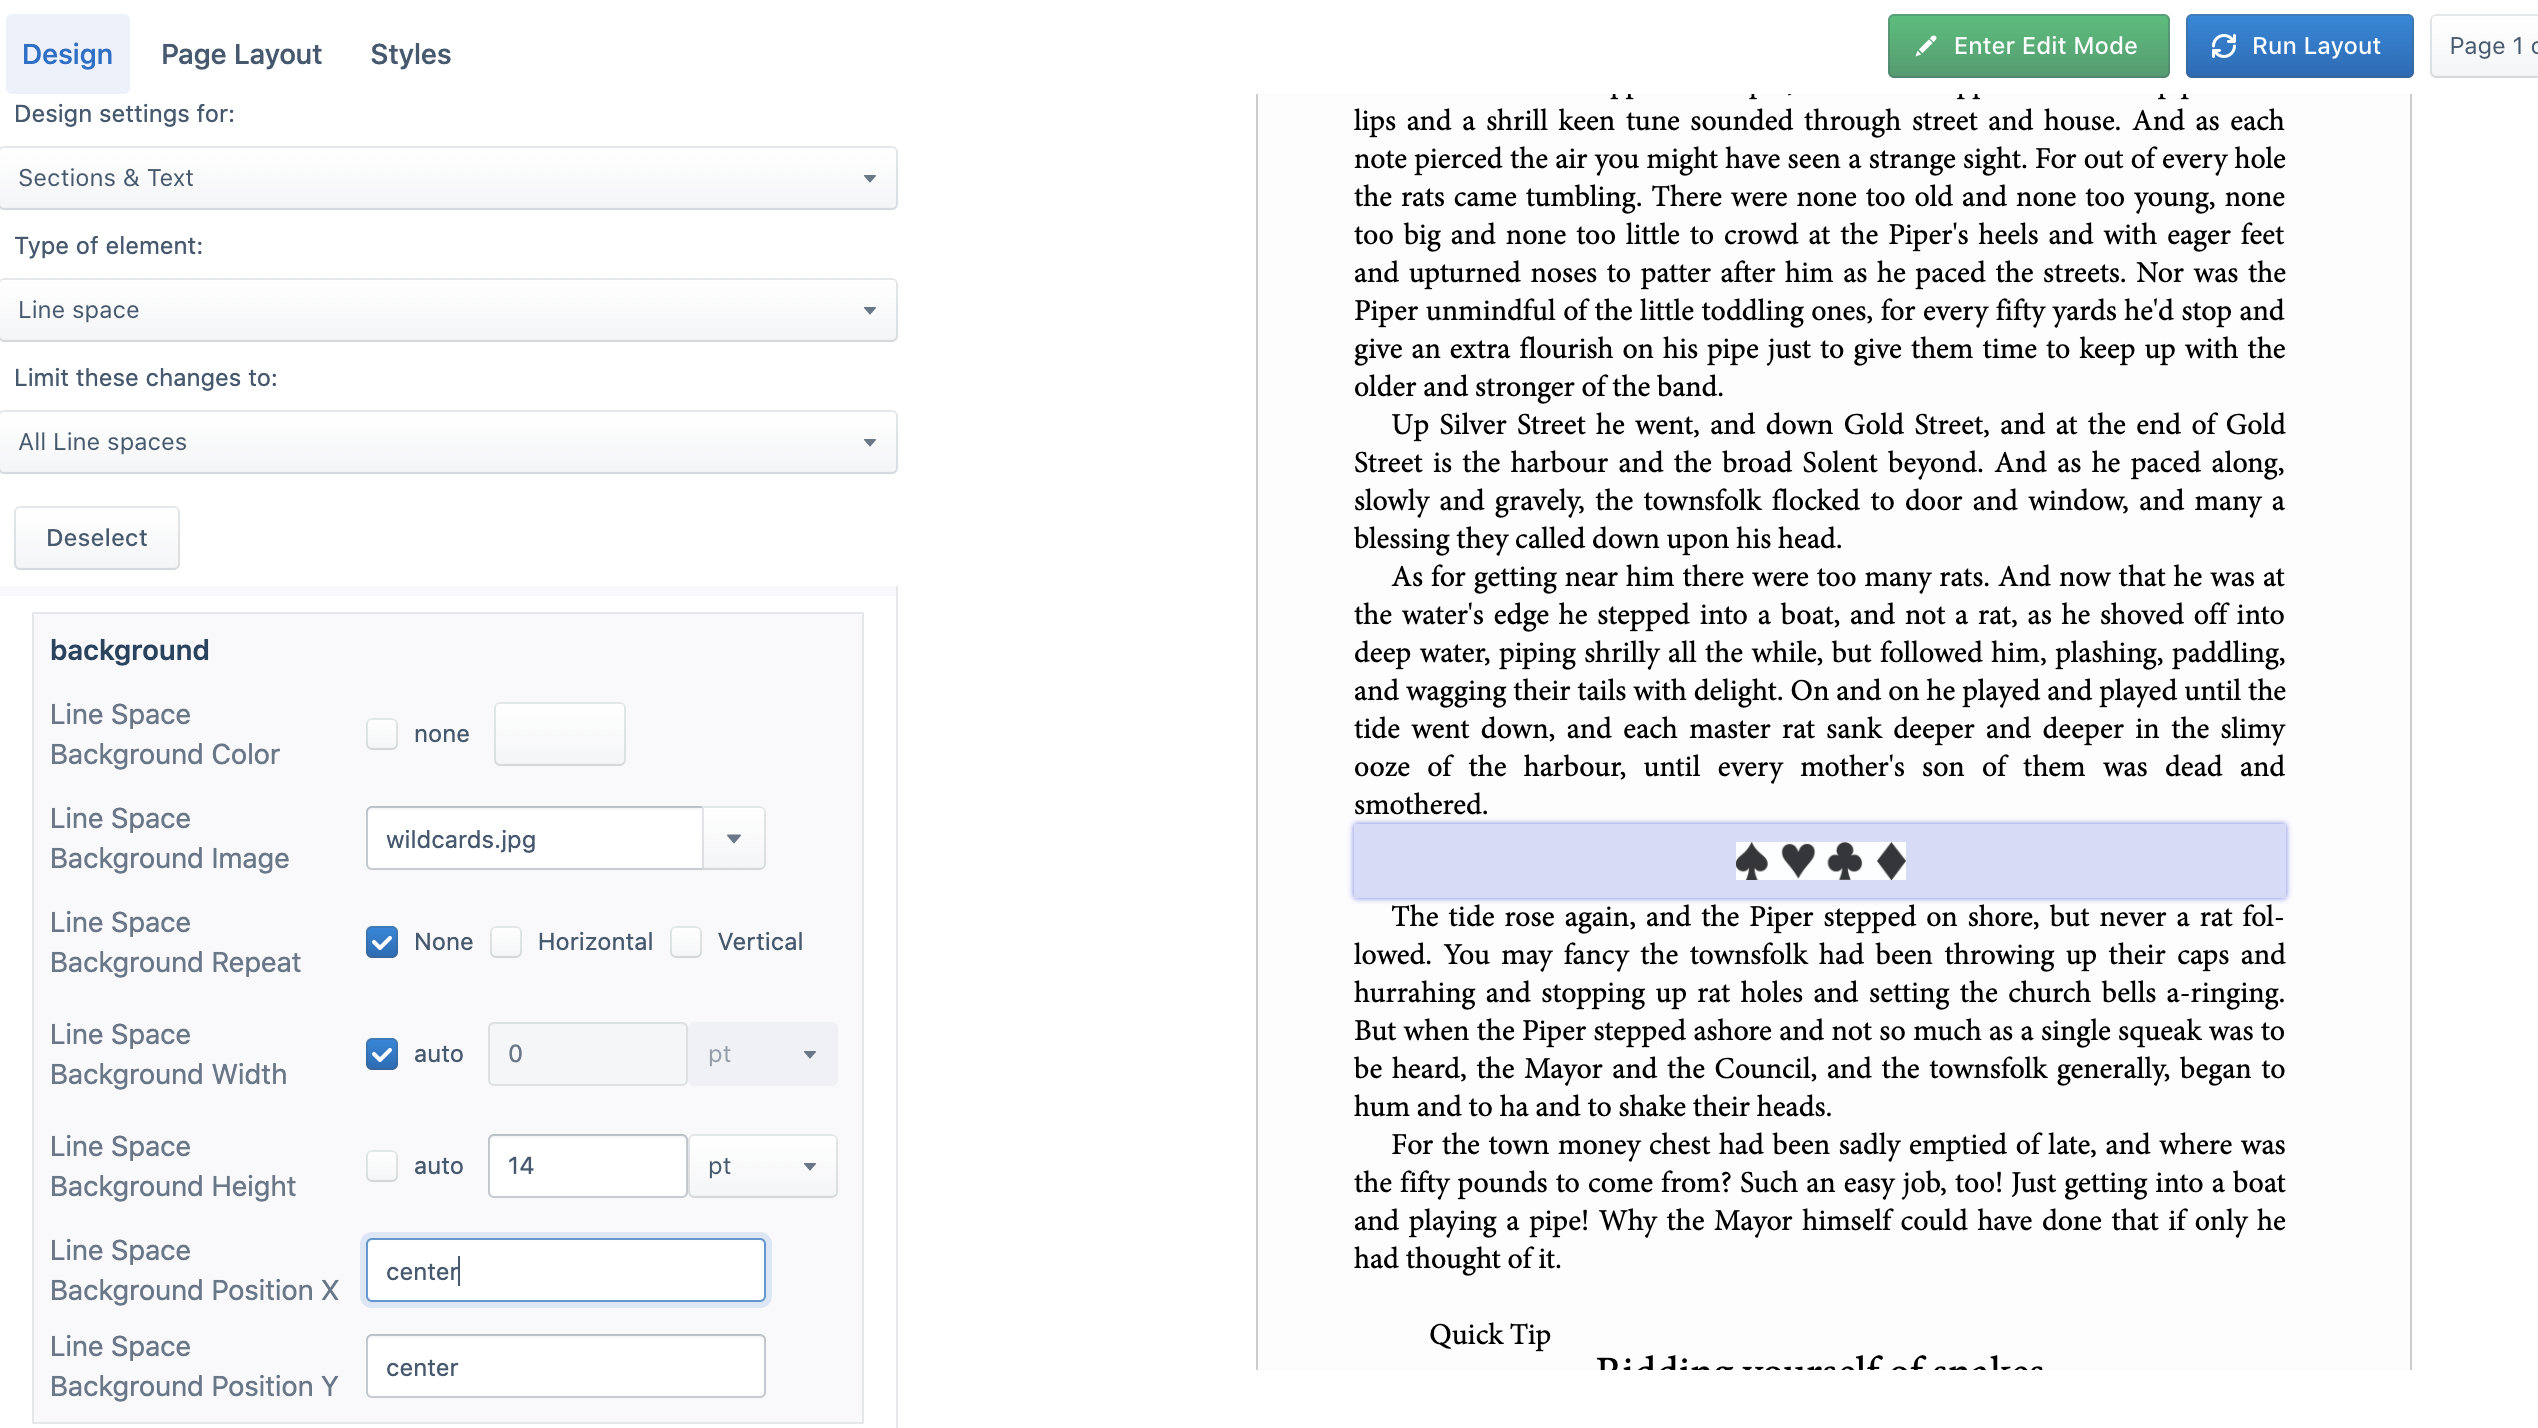 Design Page Layout Styles
Enter Edit Mode Run Layout Page 1
Design settings for:
Sections & Text
Type of element:
Line space
Limit these changes to:
All Line spaces
Deselect
background
Line Space
Background Color
none
Line Space
Background Image
wildcards.jpg
Line Space
Background Repeat
None Horizontal Vertical
Line Space
Background Width
auto 0 pt
Line Space
Background Height
auto 14 pt
Line Space
Background Position X
center
Line Space
Background Position Y
center
lips and a shrill keen tune sounded through street and house. And as each
note pierced the air you might have seen a strange sight. For out of every hole
the rats came tumbling. There were none too old and none too young, none
too big and none too little to crowd at the Piper's heels and with eager feet
and upturned noses to patter after him as he paced the streets. Nor was the
Piper unmindful of the little toddling ones, for every fifty yards he'd stop and
give an extra flourish on his pipe just to give them time to keep up with the
older and stronger of the band.
Up Silver Street he went, and down Gold Street, and at the end of Gold
Street is the harbour and the broad Solent beyond. And as he paced along,
slowly and gravely, the townsfolk flocked to door and window, and many a
blessing they called down upon his head.
As for getting near him there were too many rats. And now that he was at
the water's edge he stepped into a boat, and not a rat, as he shoved off into
deep water, piping shrilly all the while, but followed him, plashing, paddling,
and wagging their tails with delight. On and on he played and played until the
tide went down, and each master rat sank deeper and deeper in the slimy
ooze of the harbour, until every mother's son of them was dead and
smothered.
The tide rose again, and the Piper stepped on shore, but never a rat fol-
lowed. You may fancy the townsfolk had been throwing up their caps and
hurrahing and stopping up rat holes and setting the church bells a-ringing.
But when the Piper stepped ashore and not so much as a single squeak was to
be heard, the Mayor and the Council, and the townsfolk generally, began to
hum and to ha and to shake their heads.
For the town money chest had been sadly emptied of late, and where was
the fifty pounds to come from? Such an easy job, too! Just getting into a boat
and playing a pipe! Why the Mayor himself could have done that if only he
had thought of it.
Quick Tip
Ridding yourself of snakes